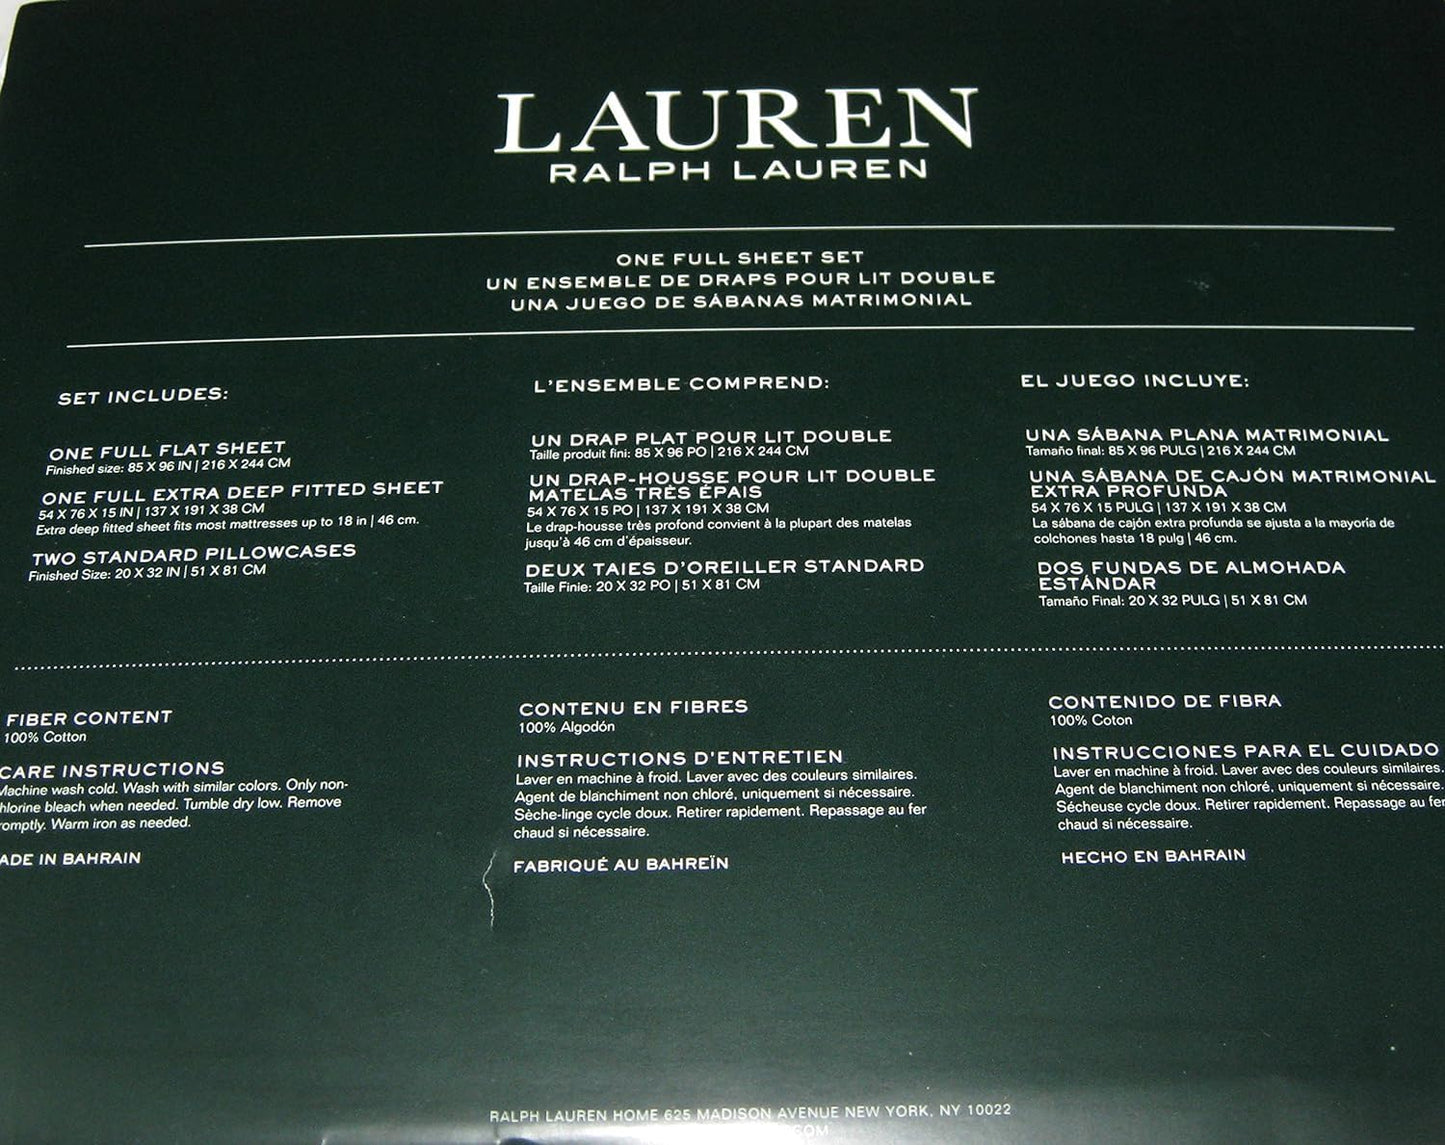 LAUREN
RALPH LAUREN
ONE FULL SHEET SET
UN ENSEMBLE DE DRAPS POUR LIT DOUBLE
UNA JUEGO DE SÁBANAS MATRIMONIAL
SET INCLUDES:
ONE FULL FLAT SHEET
Finished size: 85 X 96 IN | 216 X 244 CM
ONE FULL EXTRA DEEP FITTED SHEET
54 X 76 X 15 IN | 137 X 191 X 38 CM
Extra deep fitted sheet fits most mattresses up to 18 in | 46 cm.
TWO STANDARD PILLOWCASES
Finished Size: 20 X 32 IN | 51 X 81 CM
L'ENSEMBLE COMPREND:
UN DRAP PLAT POUR LIT DOUBLE
Taille produit fini: 85 X 96 PO | 216 X 244 CM
UN DRAP-HOUSSE POUR LIT DOUBLE
MATELAS TRÈS ÉPAIS
54 X 76 X 15 PO | 137 X 191 X 38 CM
Le drap-housse très profond convient à la plupart des matelas
jusqu'à 46 cm d'épaisseur.
DEUX TAIES D'OREILLER STANDARD
Taille Finie: 20 X 32 PO | 51 X 81 CM
EL JUEGO INCLUYE:
UNA SÁBANA PLANA MATRIMONIAL
Tamaño final: 85 X 96 PULG | 216 X 244 CM
UNA SÁBANA DE CAJÓN MATRIMONIAL
EXTRA PROFUNDA
54 X 76 X 15 PULG | 137 X 191 X 38 CM
La sábana de cajón extra profunda se ajusta a la mayoría de
colchones hasta 18 pulg | 46 cm.
DOS FUNDAS DE ALMOHADA
ESTÁNDAR
Tamaño Final: 20 X 32 PULG | 51 X 81 CM
FIBER CONTENT
100% Cotton
CARE INSTRUCTIONS
Machine wash cold. Wash with similar colors. Only non-
hlorine bleach when needed. Tumble dry low. Remove
romptly. Warm iron as needed.
ADE IN BAHRAIN
CONTENU EN FIBRES
100% Algodón
INSTRUCTIONS D'ENTRETIEN
Laver en machine à froid. Laver avec des couleurs similaires.
Agent de blanchiment non chloré, uniquement si nécessaire.
Sèche-linge cycle doux. Retirer rapidement. Repassage au fer
chaud si nécessaire.
FABRIQUÉ AU BAHREÏN
CONTENIDO DE FIBRA
100% Coton
INSTRUCCIONES PARA EL CUIDADO
Laver en machine à froid. Laver avec des couleurs similaires.
Agent de blanchiment non chloré, uniquement si nécessaire.
Sécheuse cycle doux. Retirer rapidement. Repassage au fer
chaud si nécessaire.
HECHO EN BAHRAIN
RALPH LAUREN HOME 625 MADISON AVENUE NEW YORK, NY 10022